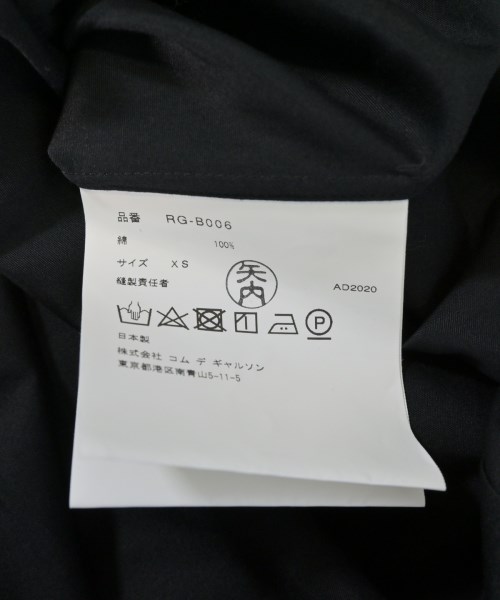 品番 RG-B006
綿 100%
サイズ XS
縫製責任者 矢内 AD2020
P
日本製
株式会社 コム デ ギャルソン
東京都港区南青山5-11-5